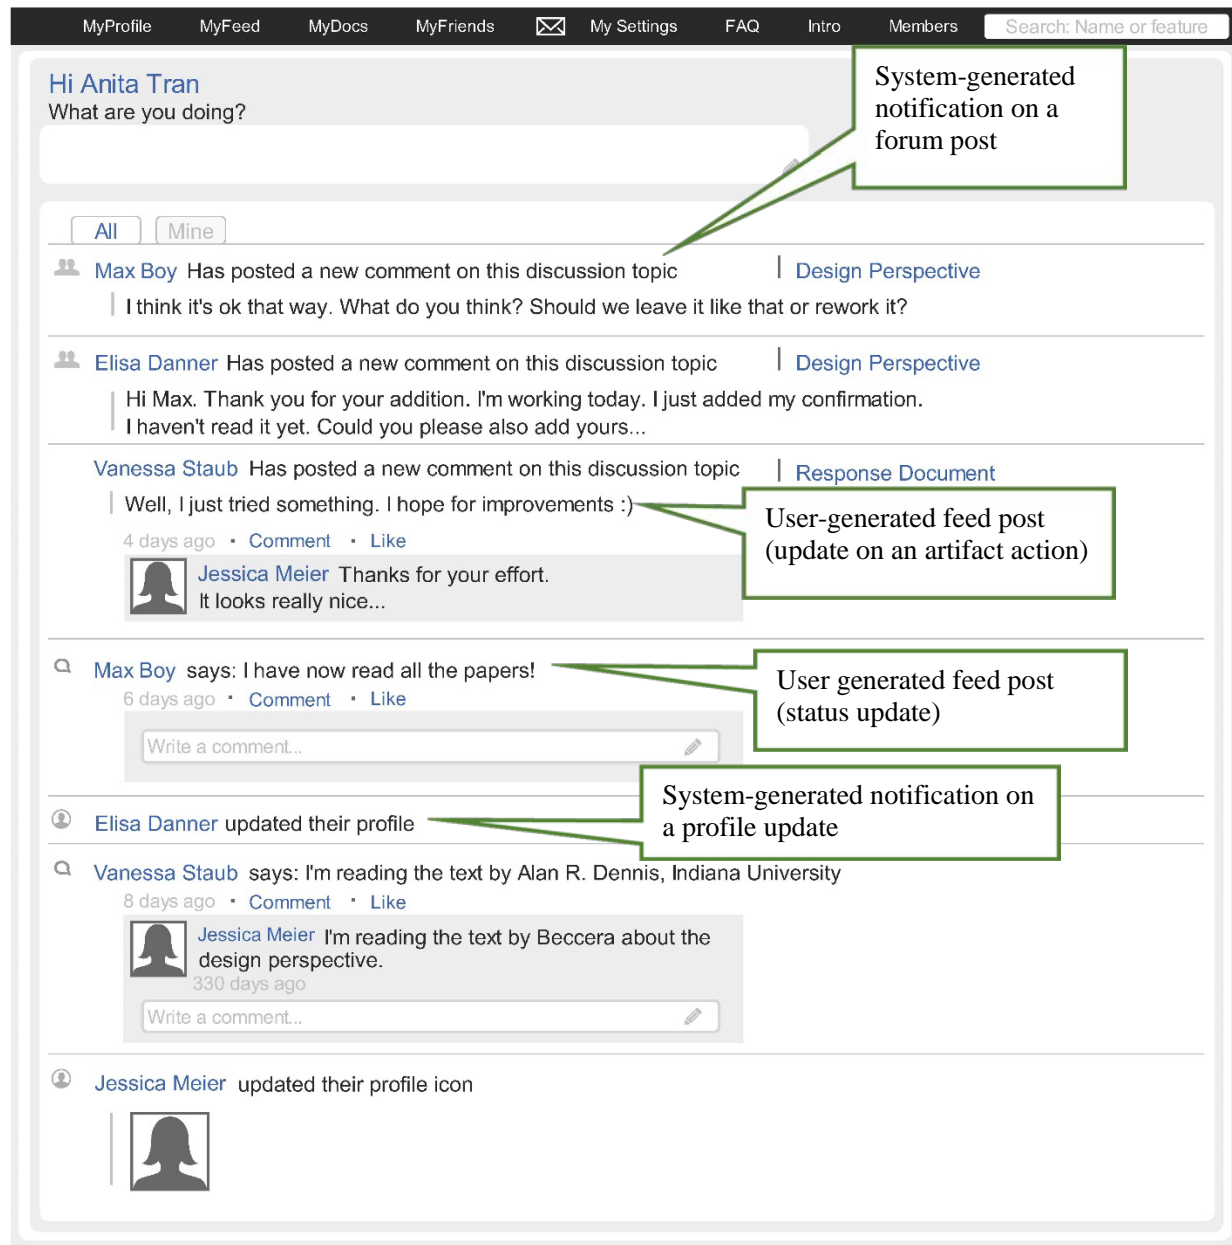 MyProfile MyFeed MyDocs MyFriends My Settings FAQ Intro Members Search: Name or feature
Hi Anita Tran
What are you doing?
System-generated
notification on a
forum post
All Mine
Max Boy Has posted a new comment on this discussion topic Design Perspective
I think it's ok that way. What do you think? Should we leave it like that or rework it?
Elisa Danner Has posted a new comment on this discussion topic Design Perspective
Hi Max. Thank you for your addition. I'm working today. I just added my confirmation.
I haven't read it yet. Could you please also add yours...
Vanessa Staub Has posted a new comment on this discussion topic Response Document
Well, I just tried something. I hope for improvements :)
User-generated feed post
(update on an artifact action)
4 days ago · Comment · Like
Jessica Meier Thanks for your effort.
It looks really nice...
Max Boy says: I have now read all the papers!
6 days ago · Comment · Like
User generated feed post
(status update)
Write a comment...
System-generated notification on
a profile update
Elisa Danner updated their profile
Vanessa Staub says: I'm reading the text by Alan R. Dennis, Indiana University
8 days ago · Comment · Like
Jessica Meier I'm reading the text by Beccera about the
design perspective.
330 days ago
Write a comment...
Jessica Meier updated their profile icon